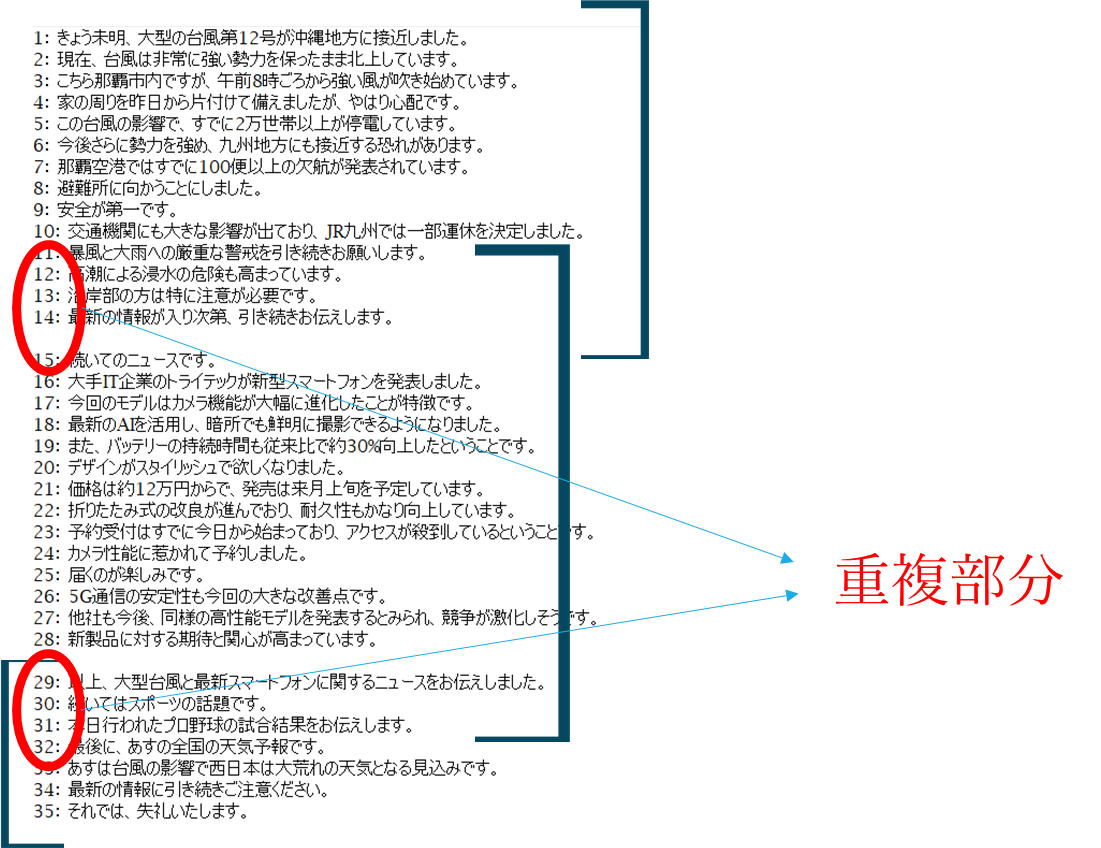 1: きょう未明、大型の台風第12号が沖縄地方に接近しました。
2: 現在、台風は非常に強い勢力を保ったまま北上しています。
3: こちら那覇市内ですが、午前8時ごろから強い風が吹き始めています。
4: 家の周りを昨日から片付けて備えましたが、やはり心配です。
5: この台風の影響で、すでに2万世帯以上が停電しています。
6: 今後さらに勢力を強め、九州地方にも接近する恐れがあります。
7: 那覇空港ではすでに100便以上の欠航が発表されています。
8: 避難所に向かうことにしました。
9: 安全が第一です。
10: 交通機関にも大きな影響が出ており、JR九州では一部運休を決定しました。
11: 暴風と大雨への厳重な警戒を引き続きお願いします。
12: 高潮による浸水の危険も高まっています。
13: 沿岸部の方は特に注意が必要です。
14: 最新の情報が入り次第、引き続きお伝えします。
15: 続いてのニュースです。
16: 大手IT企業のトライテックが新型スマートフォンを発表しました。
17: 今回のモデルはカメラ機能が大幅に進化したことが特徴です。
18: 最新のAIを活用し、暗所でも鮮明に撮影できるようになりました。
19: また、バッテリーの持続時間も従来比で約30%向上したということです。
20: デザインがスタイリッシュで欲しくなりました。
21: 価格は約12万円からで、発売は来月上旬を予定しています。
22: 折りたたみ式の改良が進んでおり、耐久性もかなり向上しています。
23: 予約受付はすでに今日から始まっており、アクセスが殺到しているということです。
24: カメラ性能に惹かれて予約しました。
25: 届くのが楽しみです。
26: 5G通信の安定性も今回の大きな改善点です。
27: 他社も今後、同様の高性能モデルを発表するとみられ、競争が激化しそうです。
28: 新製品に対する期待と関心が高まっています。
重複部分
29: 以上、大型台風と最新スマートフォンに関するニュースをお伝えしました。
30: 続いてはスポーツの話題です。
31: 本日行われたプロ野球の試合結果をお伝えします。
32: 最後に、あすの全国の天気予報です。
33: あすは台風の影響で西日本は大荒れの天気となる見込みです。
34: 最新の情報に引き続きご注意ください。
35: それでは、失礼いたします。